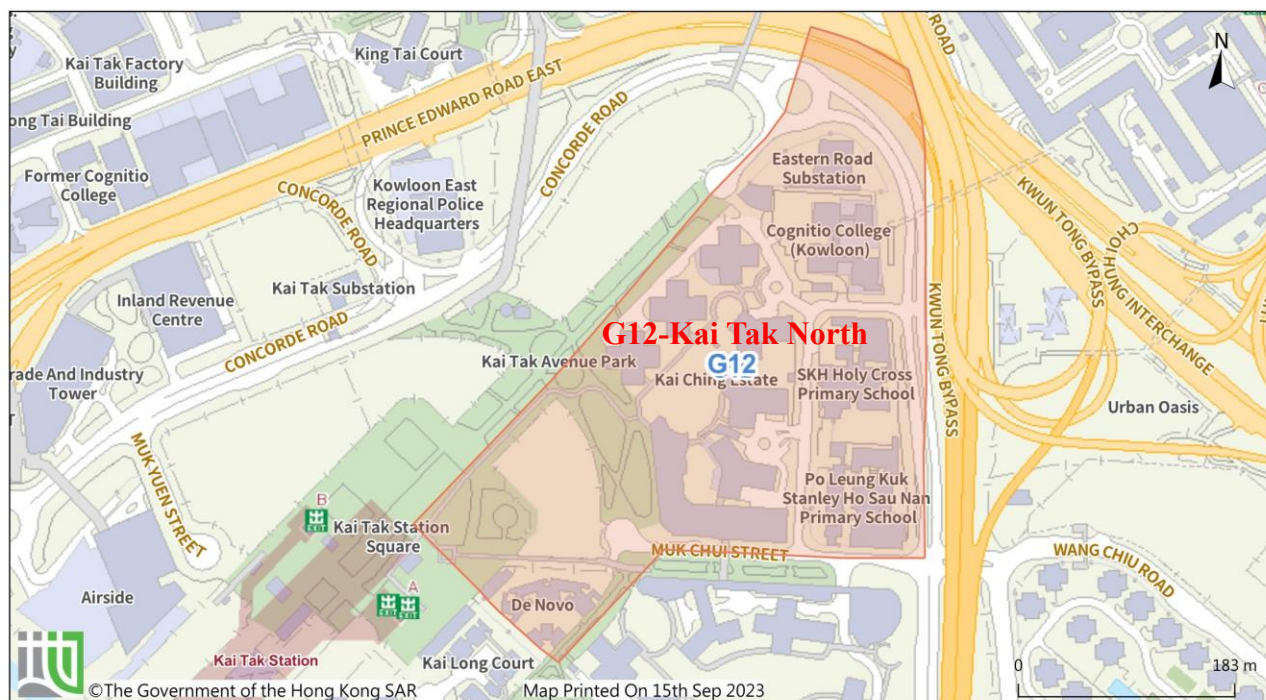 King Tai Court
Kai Tak Factory
Building
ROAD
N
PRINCE EDWARD ROAD EAST
ong Tai Building
CONCORDE ROAD
Former Cognitio
College
Eastern Road
Substation
CONCORDE ROAD
Kowloon East
Regional Police
Headquarters
KWUN TONG BYPASS
CHOI HUNG INTERCHANGE
Cognitio College
(Kowloon)
Kai Tak Substation
Inland Revenue
Centre
KWUN TONG BYPASS
CONCORDE ROAD
G12-Kai Tak North
Kai Tak Avenue Park
G12
rade And Industry
Tower
Kai Ching Estate
SKH Holy Cross
Primary School
Urban Oasis
MUK YUEN STREET
Po Leung Kuk
Stanley Ho Sau Nan
Primary School
B
EXIT
Kai Tak Station
Square
MUK CHUI STREET
WANG CHIU ROAD
A
EXIT
EXIT
Airside
De Novo
Kai Tak Station
Kai Long Court
0
183 m
©The Government of the Hong Kong SAR
Map Printed On 15th Sep 2023